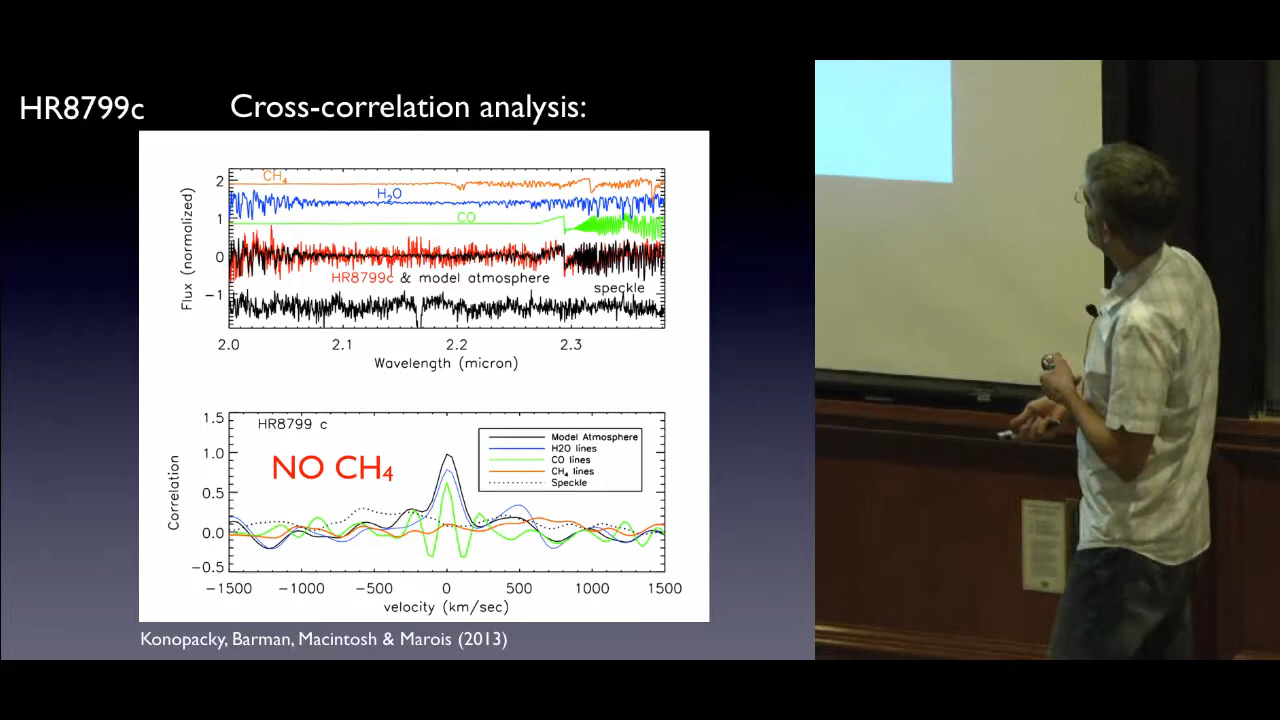 HR8799c
Cross-correlation analysis:
CH4
H2O
CO
HR8799c & model atmosphere
speckle
Flux (normalized)
2
1
0
−1
2.0 2.1 2.2 2.3
Wavelength (micron)
HR8799 c
NO CH4
Model Atmosphere
H2O lines
CO lines
CH4 lines
Speckle
Correlation
1.5
1.0
0.5
0.0
−0.5
−1500 −1000 −500 0 500 1000 1500
velocity (km/sec)
Konopacky, Barman, Macintosh & Marois (2013)